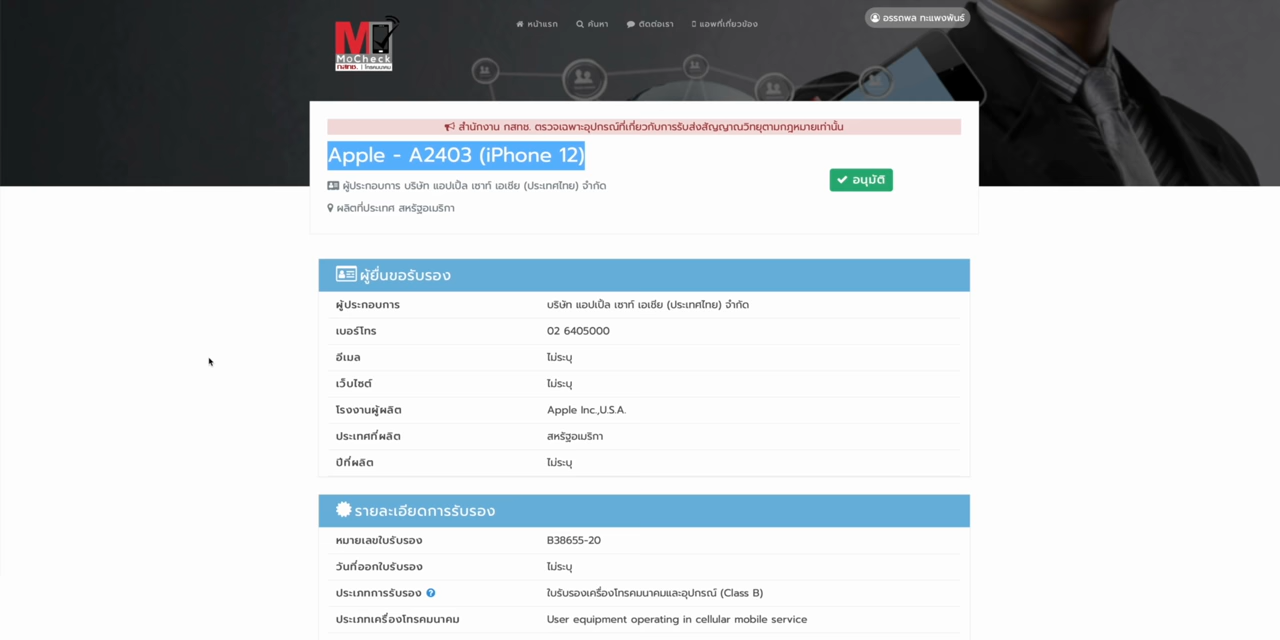 หน้าแรก ค้นหา ติดต่อเรา แอพที่เกี่ยวข้อง
อรรถพล ทะแพงพันธ์
MoCheck
กสทช. | โทรคมนาคม
สำนักงาน กสทช. ตรวจเฉพาะอุปกรณ์ที่เกี่ยวกับการรับส่งสัญญาณวิทยุตามกฎหมายเท่านั้น
Apple - A2403 (iPhone 12)
อนุมัติ
ผู้ประกอบการ บริษัท แอปเปิ้ล เซาท์ เอเชีย (ประเทศไทย) จำกัด
ผลิตที่ประเทศ สหรัฐอเมริกา
ผู้ยื่นขอรับรอง
ผู้ประกอบการ บริษัท แอปเปิ้ล เซาท์ เอเชีย (ประเทศไทย) จำกัด
เบอร์โทร 02 6405000
อีเมล ไม่ระบุ
เว็บไซต์ ไม่ระบุ
โรงงานผู้ผลิต Apple Inc.,U.S.A.
ประเทศที่ผลิต สหรัฐอเมริกา
ปีที่ผลิต ไม่ระบุ
รายละเอียดการรับรอง
หมายเลขใบรับรอง B38655-20
วันที่ออกใบรับรอง ไม่ระบุ
ประเภทการรับรอง ใบรับรองเครื่องโทรคมนาคมและอุปกรณ์ (Class B)
ประเภทเครื่องโทรคมนาคม User equipment operating in cellular mobile service